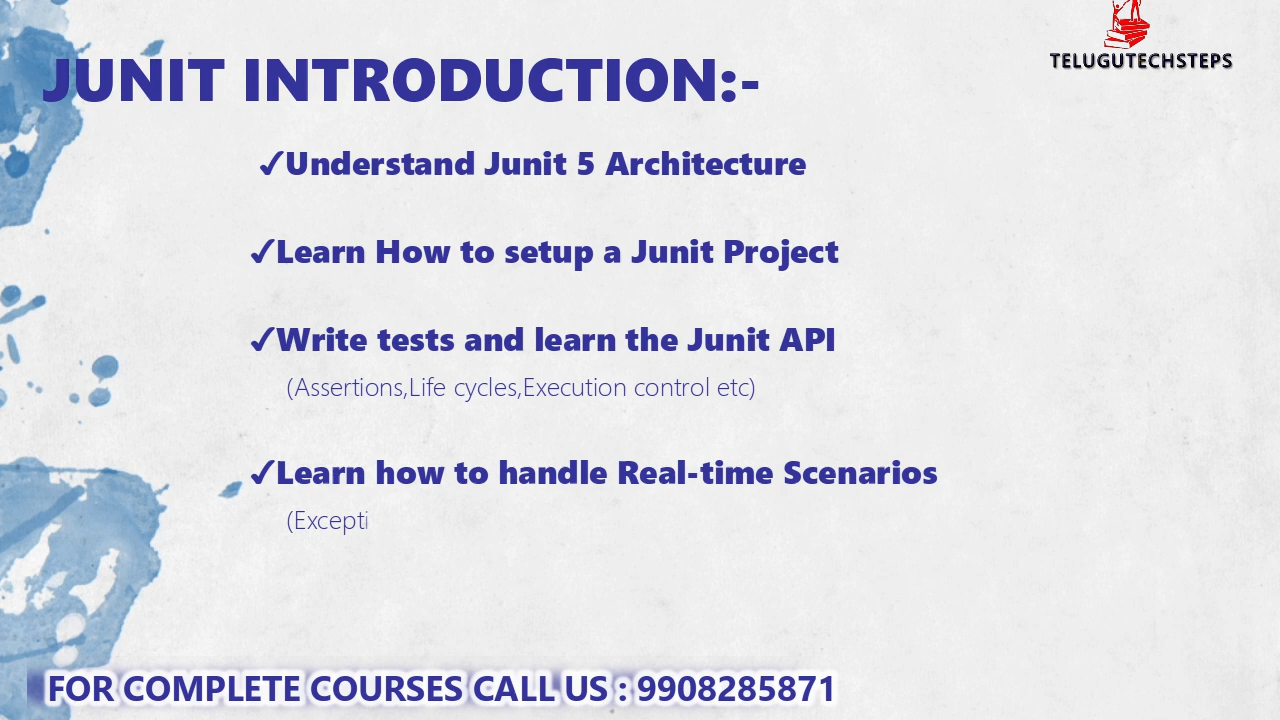 TELUGUTECHSTEPS
JUNIT INTRODUCTION:-
✓Understand Junit 5 Architecture
✓Learn How to setup a Junit Project
✓Write tests and learn the Junit API
(Assertions,Life cycles,Execution control etc)
✓Learn how to handle Real-time Scenarios
(Excepti
FOR COMPLETE COURSES CALL US : 9908285871